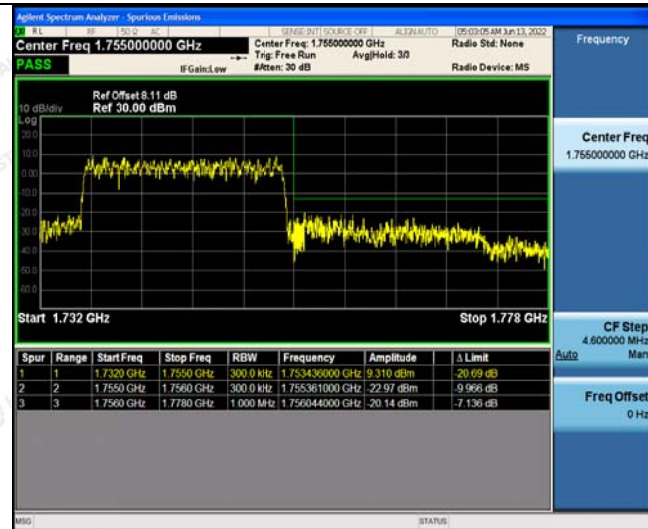 Agilent Spectrum Analyzer - Spurious Emissions
RL RF 50 Ω AC SENSE:INT SOURCE OFF ALIGN AUTO 05:03:05 AM Jun 13, 2022
Center Freq 1.755000000 GHz
Center Freq: 1.755000000 GHz
Radio Std: None
Trig: Free Run Avg|Hold: 3/3
PASS
IFGain:Low
#Atten: 30 dB
Radio Device: MS
Ref Offset 8.11 dB
10 dB/div Ref 30.00 dBm
Log
20.0
10.0
0.00
-10.0
-20.0
-30.0
-40.0
-50.0
-60.0
Start 1.732 GHz Stop 1.778 GHz
Spur Range Start Freq Stop Freq RBW Frequency Amplitude Δ Limit
1 1 1.7320 GHz 1.7550 GHz 300.0 kHz 1.753436000 GHz 9.310 dBm -20.69 dB
2 2 1.7550 GHz 1.7560 GHz 300.0 kHz 1.755361000 GHz -22.97 dBm -9.966 dB
3 3 1.7560 GHz 1.7780 GHz 1.000 MHz 1.756044000 GHz -20.14 dBm -7.136 dB
MSG STATUS
Frequency
Center Freq
1.755000000 GHz
CF Step
4.600000 MHz
Auto Man
Freq Offset
0 Hz